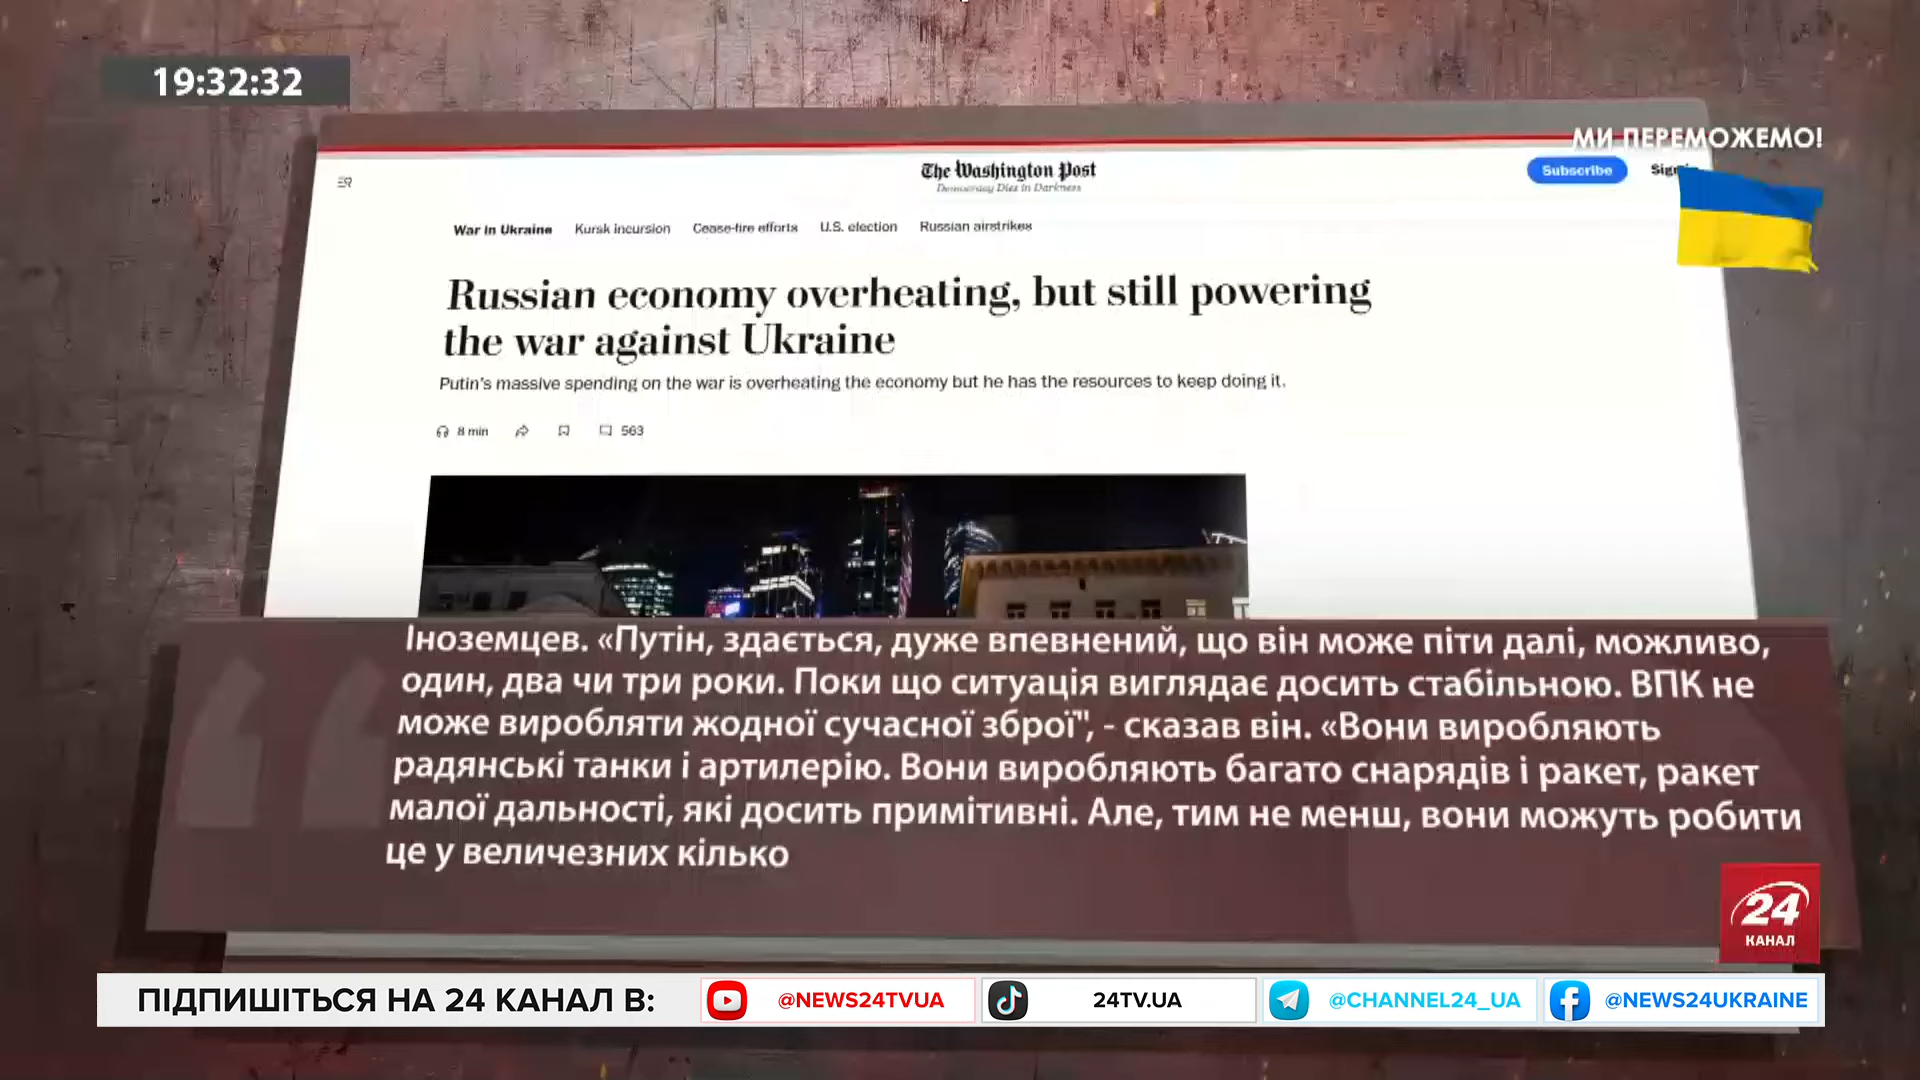 19:32:32
МИ ПЕРЕМОЖЕМО!
The Washington Post
Democracy Dies in Darkness
Subscribe
War in Ukraine Kursk incursion Cease-fire efforts U.S. election Russian airstrikes
Russian economy overheating, but still powering
the war against Ukraine
Putin's massive spending on the war is overheating the economy but he has the resources to keep doing it.
8 min 563
Іноземцев. «Путін, здається, дуже впевнений, що він може піти далі, можливо,
один, два чи три роки. Поки що ситуація виглядає досить стабільною. ВПК не
може виробляти жодної сучасної зброї", - сказав він. «Вони виробляють
радянські танки і артилерію. Вони виробляють багато снарядів і ракет, ракет
малої дальності, які досить примітивні. Але, тим не менш, вони можуть робити
це у величезних кілько
24
КАНАЛ
ПІДПИШІТЬСЯ НА 24 КАНАЛ В: @NEWS24TVUA 24TV.UA @CHANNEL24_UA @NEWS24UKRAINE